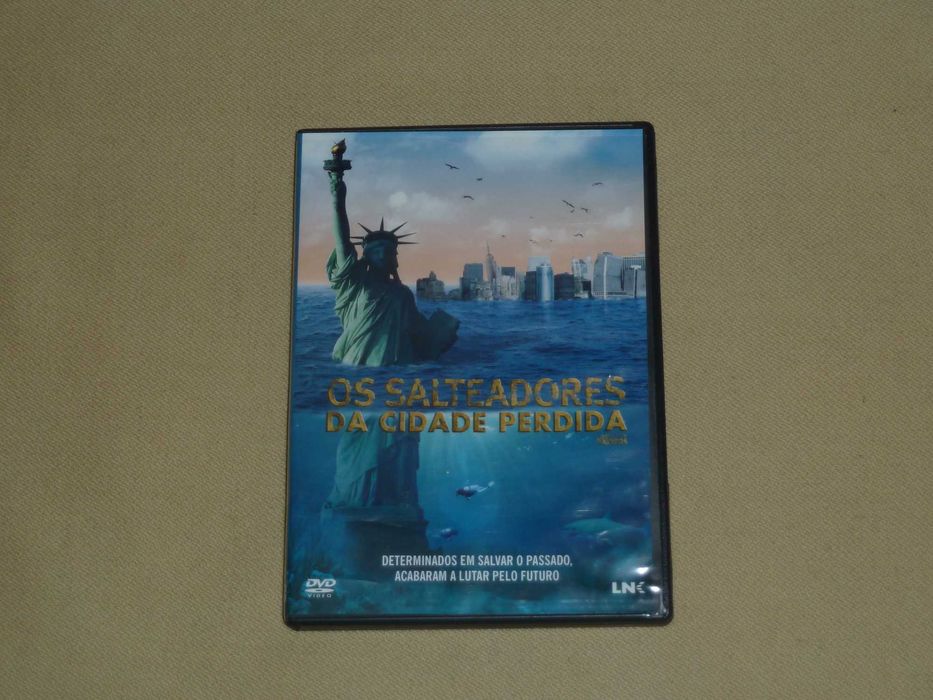 OS SALTEADORES
DA CIDADE PERDIDA
DETERMINADOS EM SALVAR O PASSADO,
ACABARAM A LUTAR PELO FUTURO
DVD
VIDEO
LNK